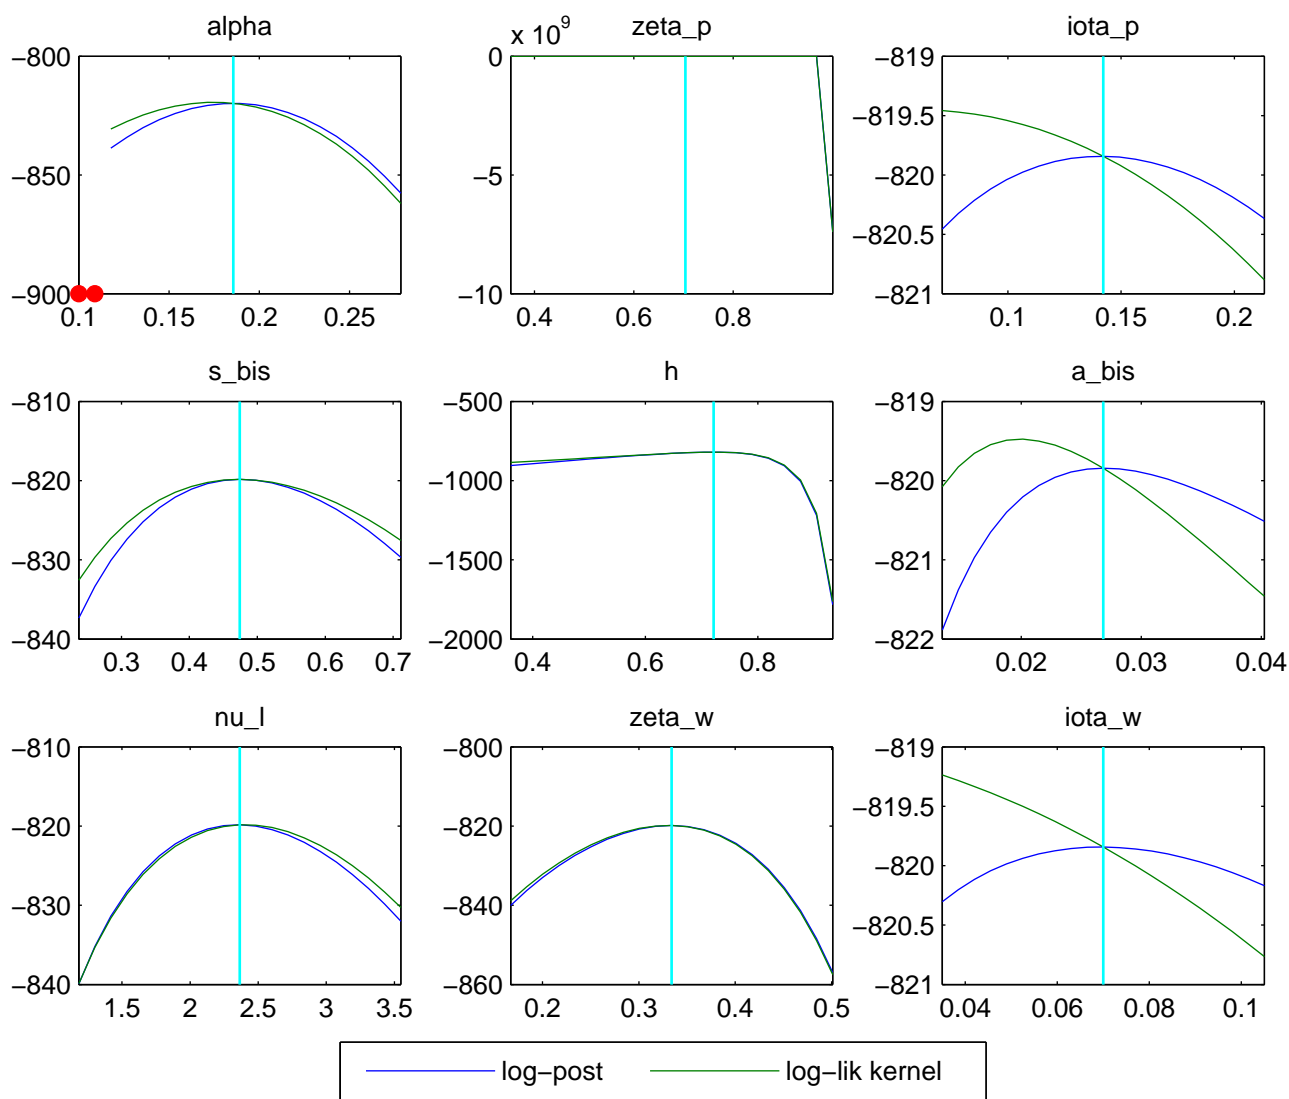 alpha
−800
−850
−900
0.1 0.15 0.2 0.25
zeta_p
x 10^9
0
−5
−10
0.4 0.6 0.8
iota_p
−819
−819.5
−820
−820.5
−821
0.1 0.15 0.2
s_bis
−810
−820
−830
−840
0.3 0.4 0.5 0.6 0.7
h
−500
−1000
−1500
−2000
0.4 0.6 0.8
a_bis
−819
−820
−821
−822
0.02 0.03 0.04
nu_l
−810
−820
−830
−840
1.5 2 2.5 3 3.5
zeta_w
−800
−820
−840
−860
0.2 0.3 0.4 0.5
iota_w
−819
−819.5
−820
−820.5
−821
0.04 0.06 0.08 0.1
log−post log−lik kernel